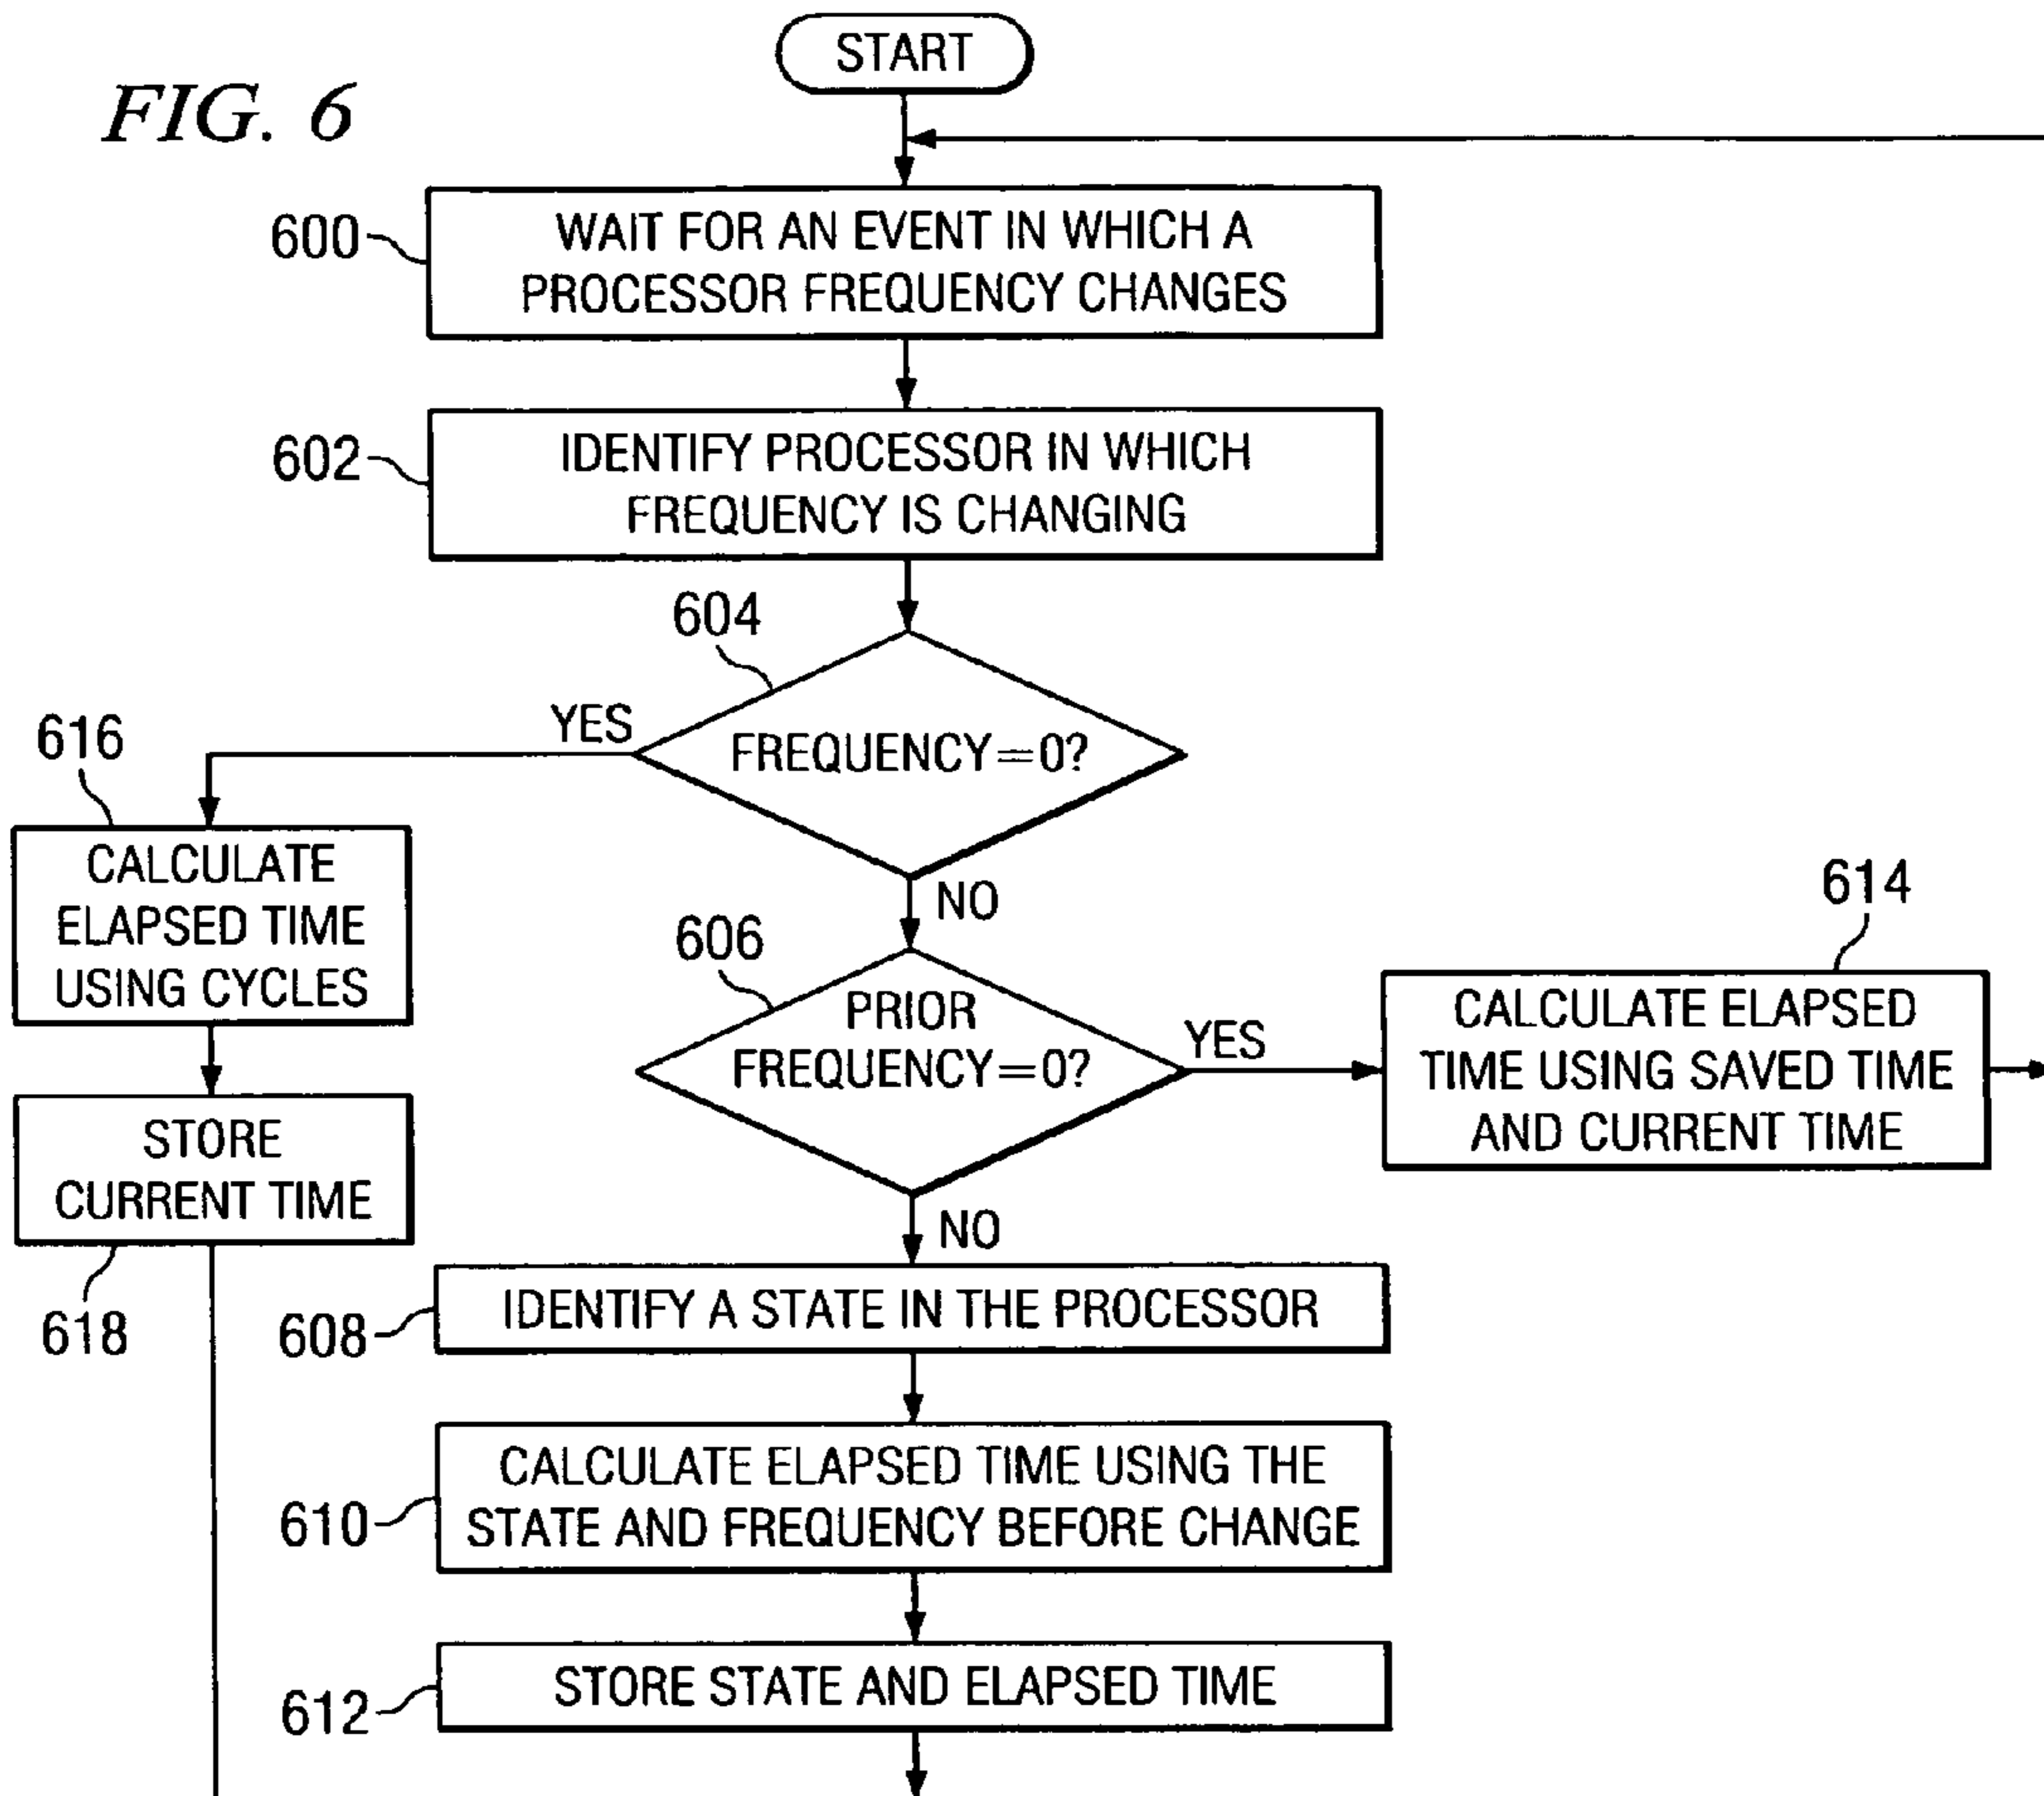 FIG. 6
START
600
WAIT FOR AN EVENT IN WHICH A
PROCESSOR FREQUENCY CHANGES
602
IDENTIFY PROCESSOR IN WHICH
FREQUENCY IS CHANGING
604
FREQUENCY=0?
YES
NO
616
CALCULATE
ELAPSED TIME
USING CYCLES
618
STORE
CURRENT TIME
606
PRIOR
FREQUENCY=0?
YES
NO
614
CALCULATE ELAPSED
TIME USING SAVED TIME
AND CURRENT TIME
608
IDENTIFY A STATE IN THE PROCESSOR
610
CALCULATE ELAPSED TIME USING THE
STATE AND FREQUENCY BEFORE CHANGE
612
STORE STATE AND ELAPSED TIME